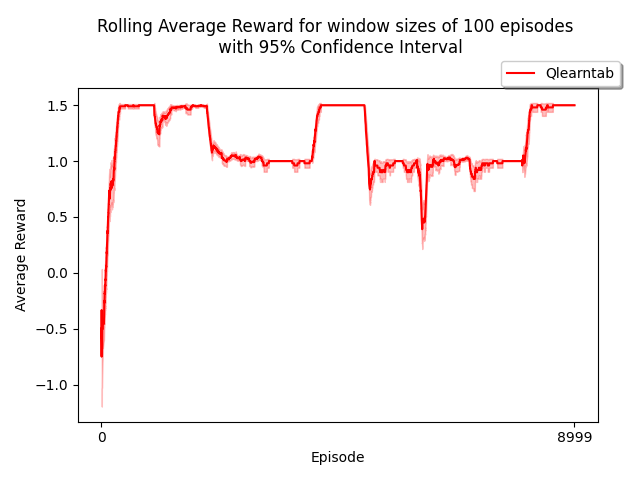 Rolling Average Reward for window sizes of 100 episodes
with 95% Confidence Interval
Qlearntab
1.5
1.0
0.5
0.0
−0.5
−1.0
Average Reward
0
8999
Episode